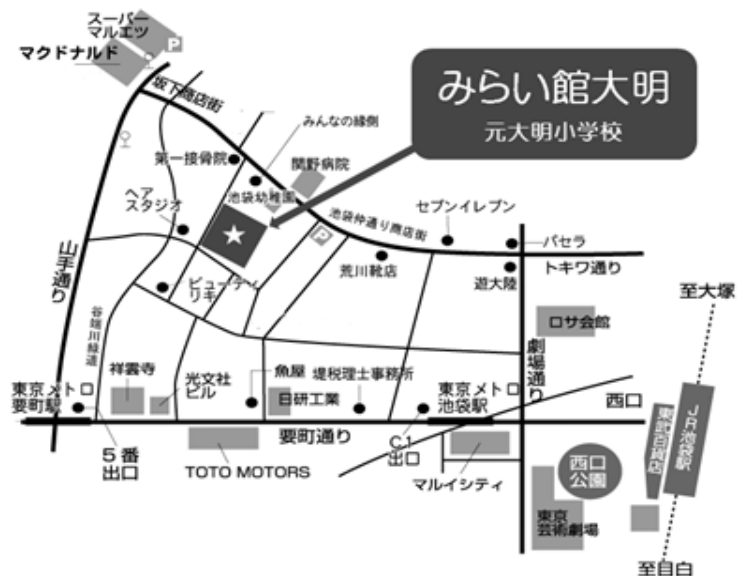 スーパー
マルエツ
P
マクドナルド
坂下商店街
みらい館大明
元大明小学校
みんなの縁側
第一接骨院
関野病院
池袋幼稚園
ヘア
スタジオ
P
池袋仲通り商店街
セブンイレブン
パセラ
トキワ通り
荒川靴店
遊大陸
山手通り
ビューティ
リキ
谷端川緑道
至大塚
ロサ会館
劇場通り
祥雲寺
光文社
ビル
魚屋
堤税理士事務所
日研工業
東京メトロ
要町駅
東京メトロ
池袋駅
西口
5番
出口
TOTO MOTORS
要町通り
C1
出口
マルイシティ
西口
公園
東武百貨店
JR池袋駅
東京
芸術劇場
至目白